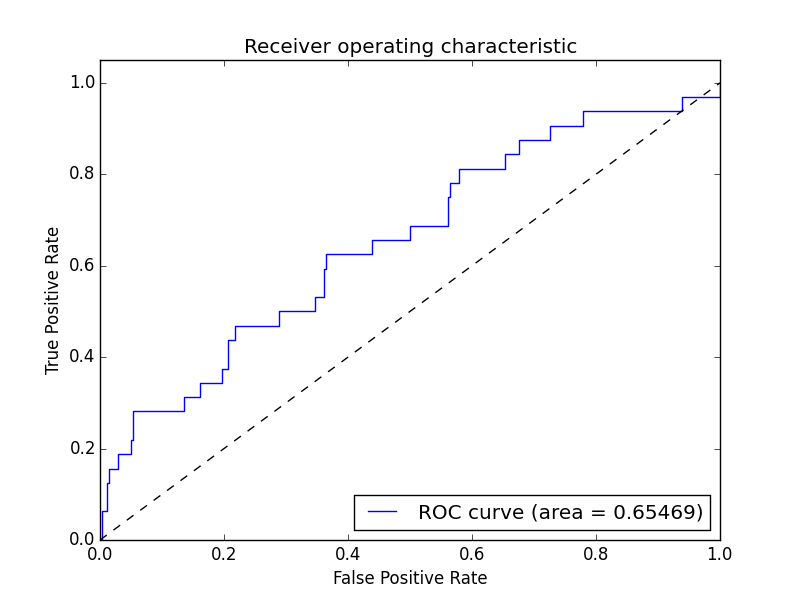 Receiver operating characteristic
1.0
0.8
0.6
0.4
0.2
0.0
True Positive Rate
ROC curve (area = 0.65469)
0.0 0.2 0.4 0.6 0.8 1.0
False Positive Rate